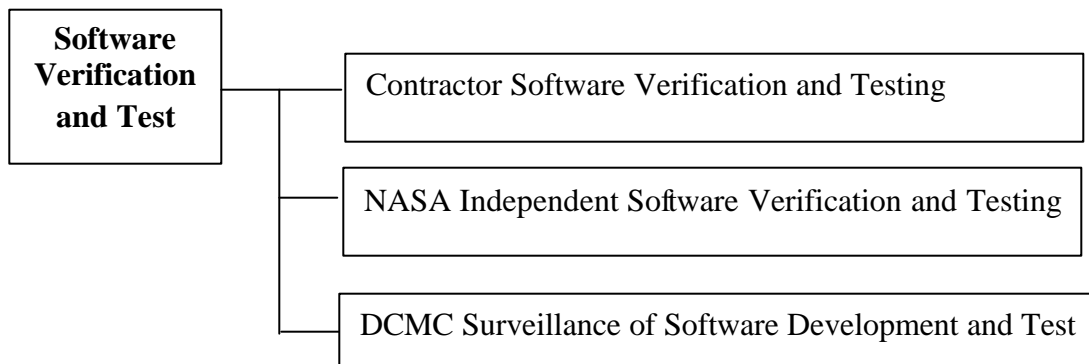 Software
Verification
and Test
Contractor Software Verification and Testing
NASA Independent Software Verification and Testing
DCMC Surveillance of Software Development and Test